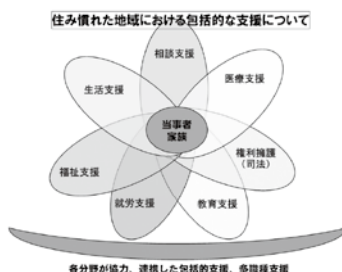 住み慣れた地域における包括的な支援について
相談支援
医療支援
生活支援
当事者
家族
権利擁護
(司法)
福祉支援
就労支援
教育支援
各分野が協力、連携した包括的支援、多職種支援